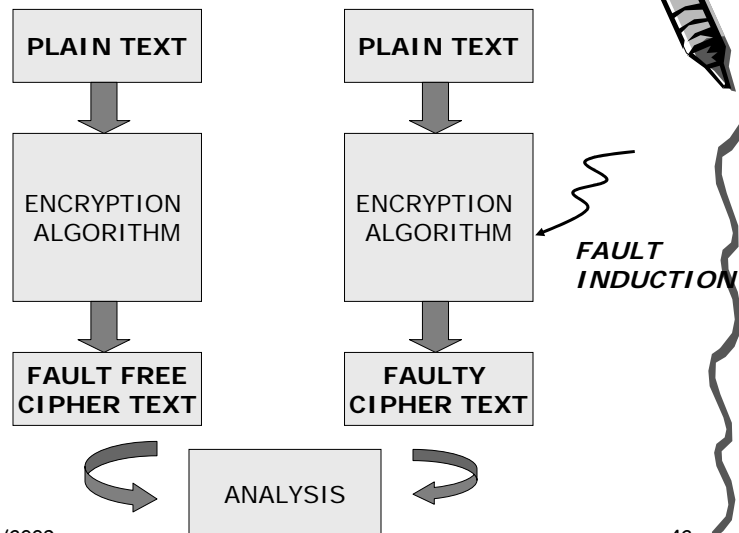 PLAIN TEXT
PLAIN TEXT
ENCRYPTION
ALGORITHM
ENCRYPTION
ALGORITHM
FAULT
INDUCTION
FAULT FREE
CIPHER TEXT
FAULTY
CIPHER TEXT
ANALYSIS